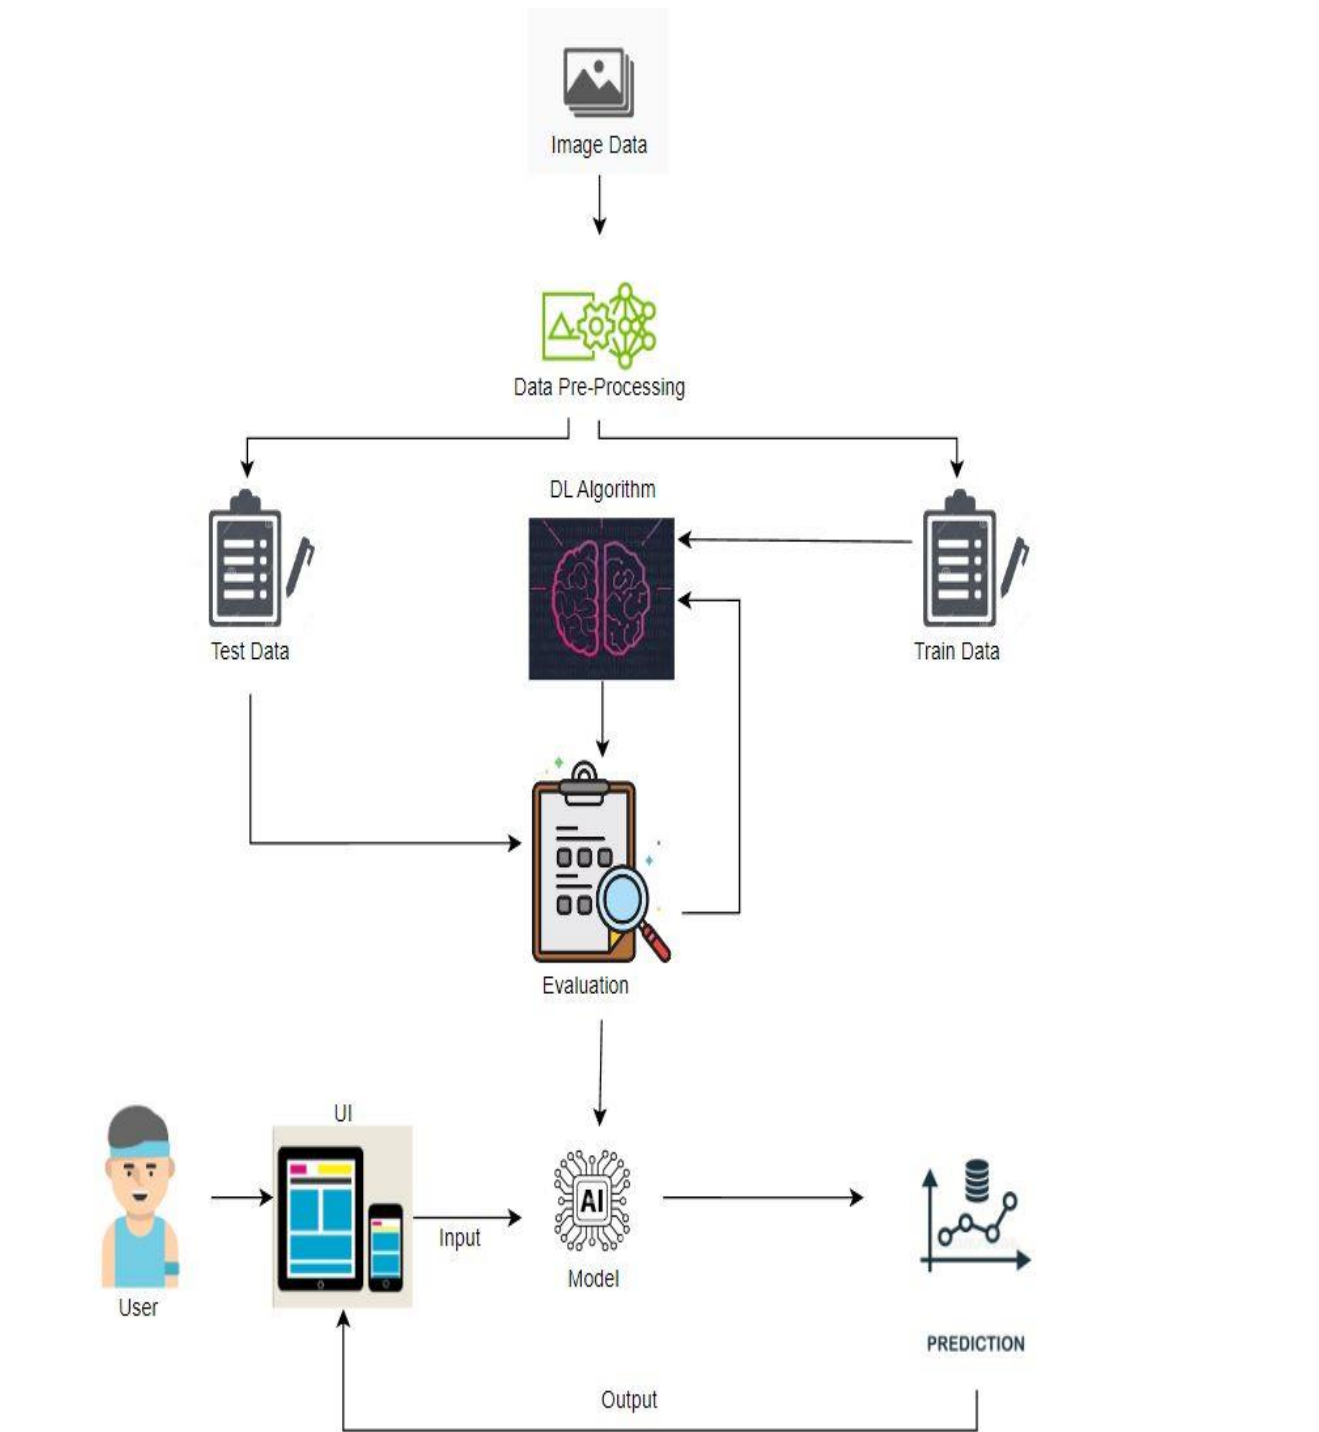 Image Data
Data Pre-Processing
DL Algorithm
Test Data
Train Data
Evaluation
UI
AI
Input
Model
User
PREDICTION
Output